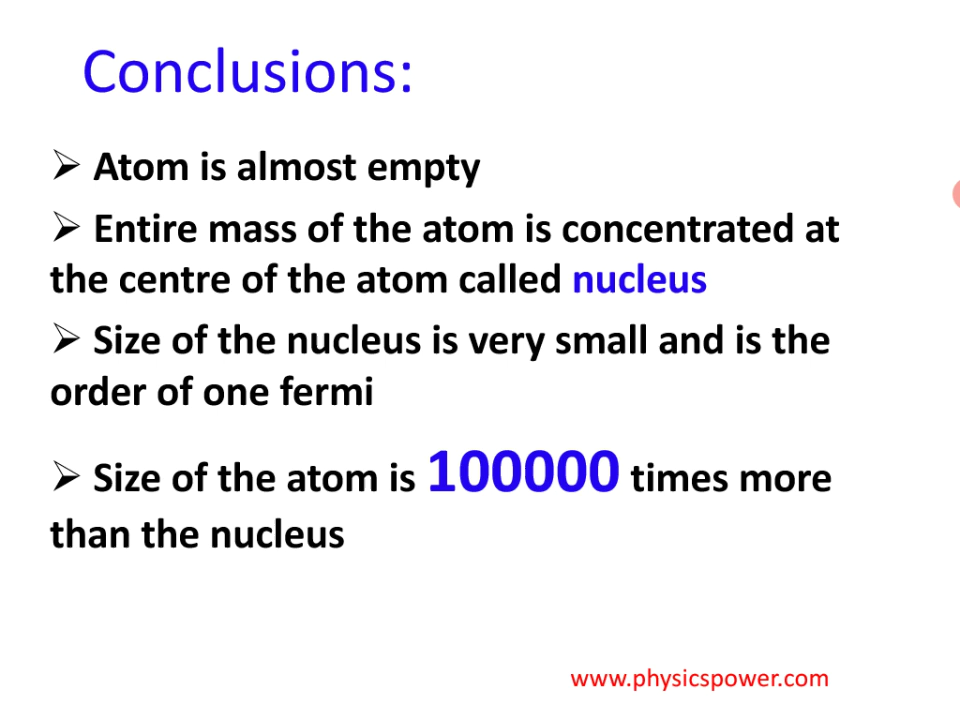 Conclusions:
➢ Atom is almost empty
➢ Entire mass of the atom is concentrated at
the centre of the atom called nucleus
➢ Size of the nucleus is very small and is the
order of one fermi
➢ Size of the atom is 100000 times more
than the nucleus
www.physicspower.com